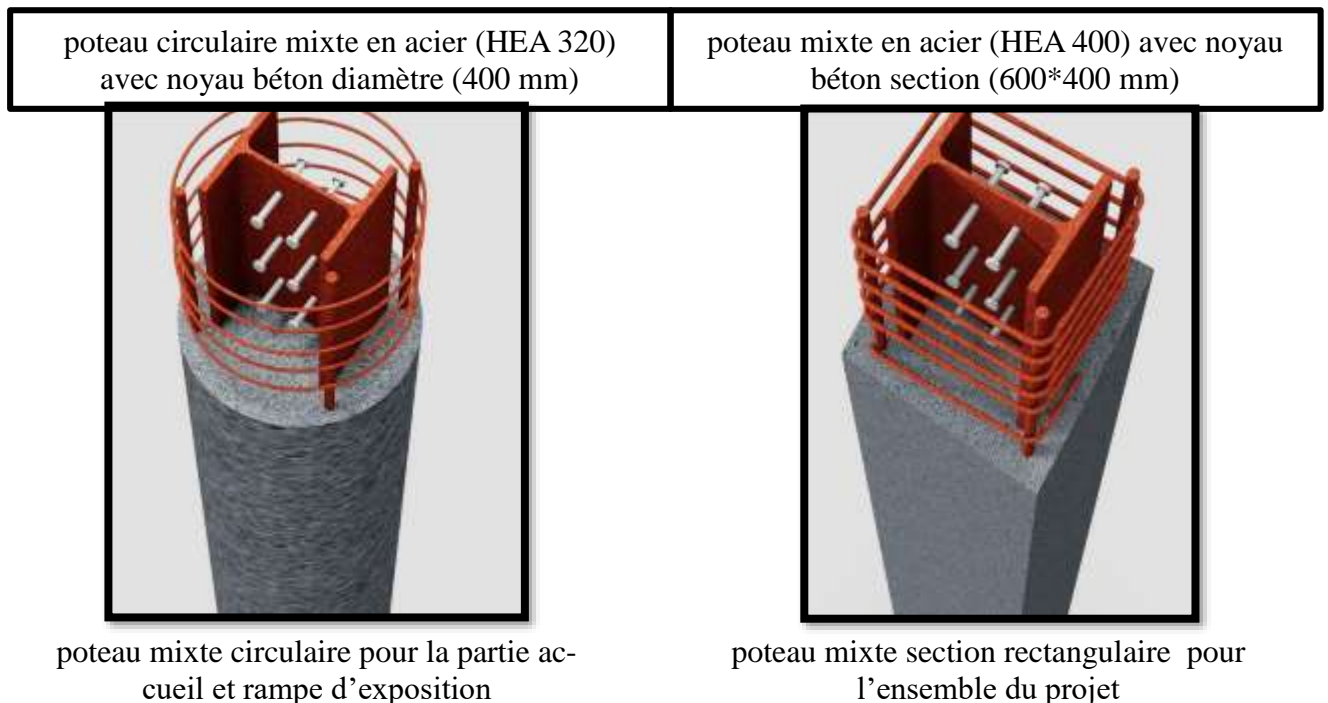 poteau circulaire mixte en acier (HEA 320)
avec noyau béton diamètre (400 mm)
poteau mixte en acier (HEA 400) avec noyau
béton section (600*400 mm)
poteau mixte circulaire pour la partie ac-
cueil et rampe d’exposition
poteau mixte section rectangulaire pour
l’ensemble du projet